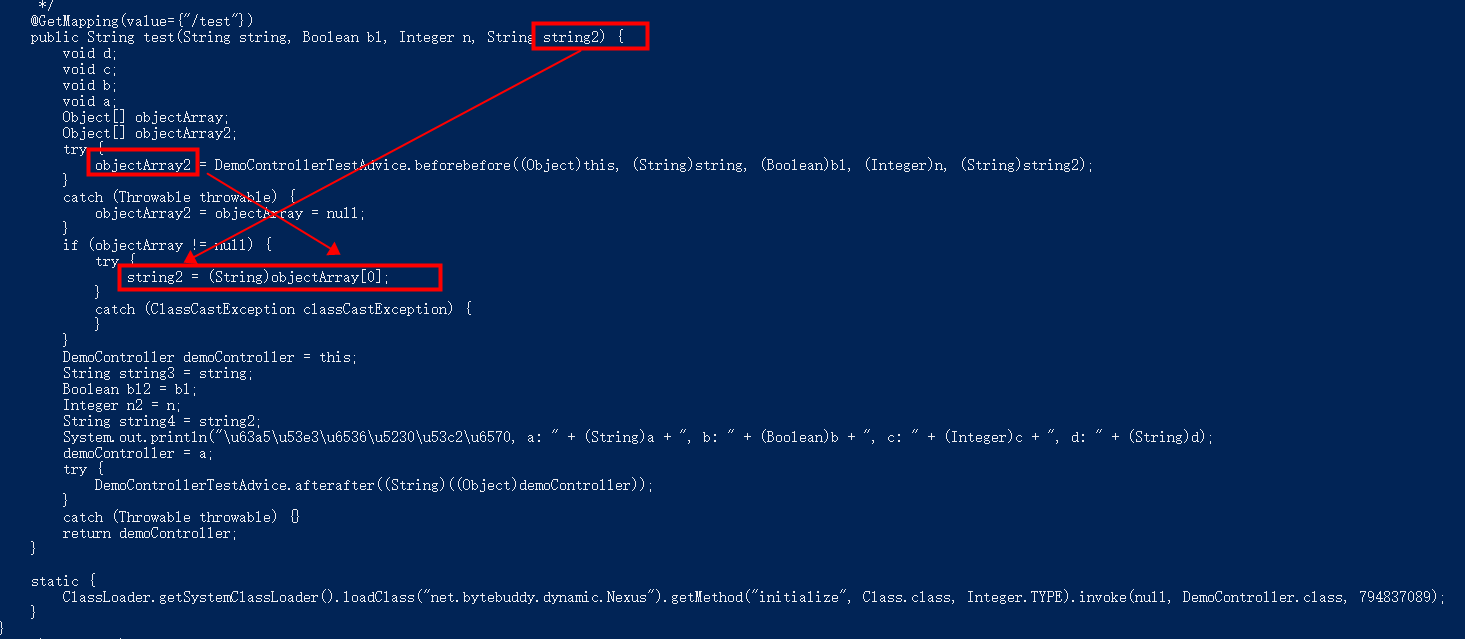 */
@GetMapping(value={"/test"})
public String test(String string, Boolean bl, Integer n, String string2) {
void d;
void c;
void b;
void a;
Object[] objectArray;
Object[] objectArray2;
try {
objectArray2 = DemoControllerTestAdvice.beforebefore((Object)this, (String)string, (Boolean)bl, (Integer)n, (String)string2);
}
catch (Throwable throwable) {
objectArray2 = objectArray = null;
}
if (objectArray != null) {
try {
string2 = (String)objectArray[0];
}
catch (ClassCastException classCastException) {
}
}
DemoController demoController = this;
String string3 = string;
Boolean bl2 = bl;
Integer n2 = n;
String string4 = string2;
System.out.println("\u63a5\u53e3\u6536\u5230\u53c2\u6570, a: " + (String)a + ", b: " + (Boolean)b + ", c: " + (Integer)c + ", d: " + (String)d);
demoController = a;
try {
DemoControllerTestAdvice.afterafter((String)((Object)demoController));
}
catch (Throwable throwable) {}
return demoController;
}
static {
ClassLoader.getSystemClassLoader().loadClass("net.bytebuddy.dynamic.Nexus").getMethod("initialize", Class.class, Integer.TYPE).invoke(null, DemoController.class, 794837089);
}
}